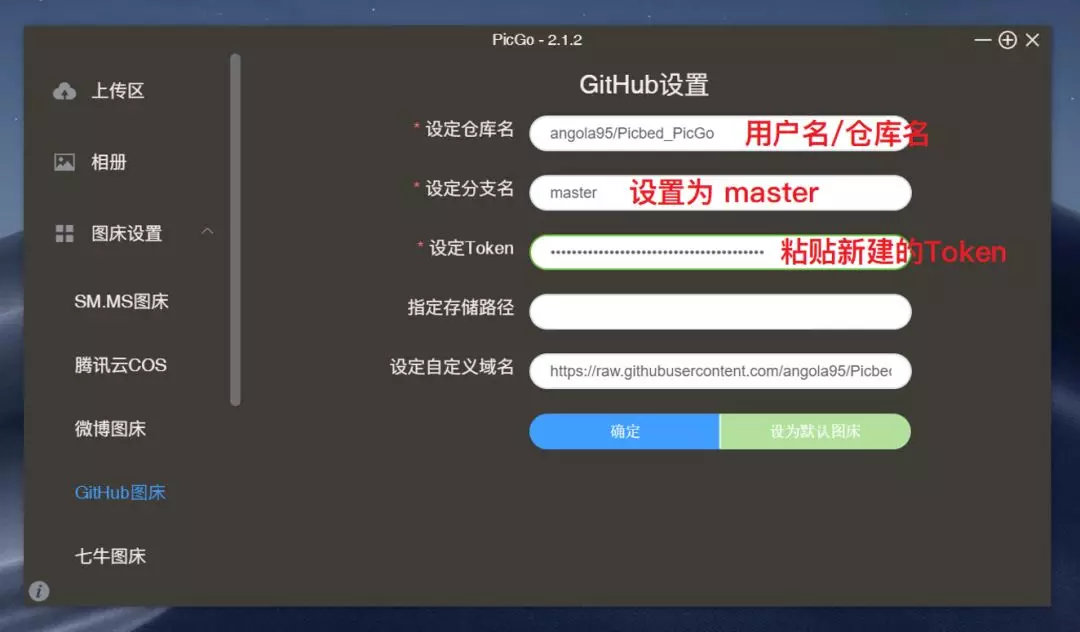 PicGo - 2.1.2
上传区
相册
图床设置
SM.MS图床
腾讯云COS
微博图床
GitHub图床
七牛图床
GitHub设置
* 设定仓库名 angola95/Picbed_PicGo 用户名/仓库名
* 设定分支名 master 设置为 master
* 设定Token 粘贴新建的Token
指定存储路径
设定自定义域名 https://raw.githubusercontent.com/angola95/Picbec
确定 设为默认图床